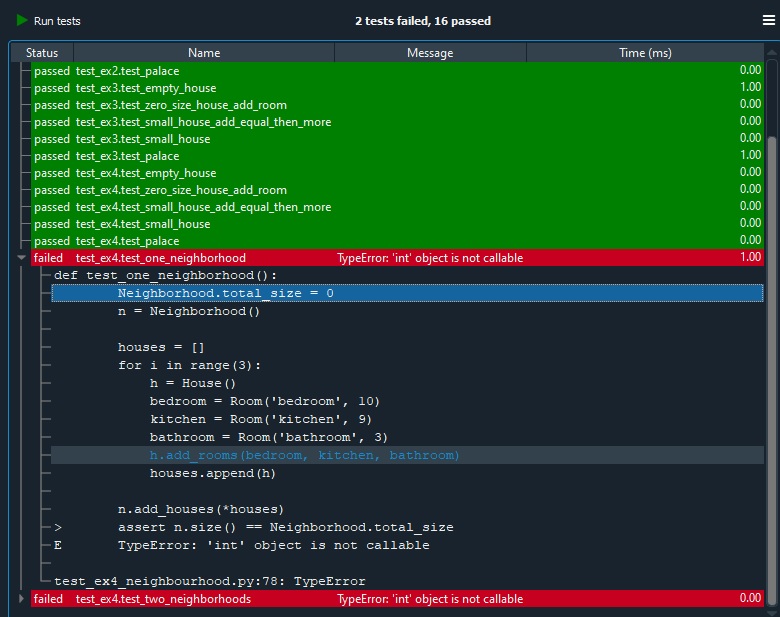 Run tests 2 tests failed, 16 passed
Status Name Message Time (ms)
passed test_ex2.test_palace 0.00
passed test_ex3.test_empty_house 1.00
passed test_ex3.test_zero_size_house_add_room 0.00
passed test_ex3.test_small_house_add_equal_then_more 0.00
passed test_ex3.test_small_house 0.00
passed test_ex3.test_palace 1.00
passed test_ex4.test_empty_house 0.00
passed test_ex4.test_zero_size_house_add_room 0.00
passed test_ex4.test_small_house_add_equal_then_more 0.00
passed test_ex4.test_small_house 0.00
passed test_ex4.test_palace 0.00
failed test_ex4.test_one_neighborhood TypeError: 'int' object is not callable 1.00
def test_one_neighborhood():
Neighborhood.total_size = 0
n = Neighborhood()
houses = []
for i in range(3):
h = House()
bedroom = Room('bedroom', 10)
kitchen = Room('kitchen', 9)
bathroom = Room('bathroom', 3)
h.add_rooms(bedroom, kitchen, bathroom)
houses.append(h)
n.add_houses(*houses)
> assert n.size() == Neighborhood.total_size
E TypeError: 'int' object is not callable
test_ex4_neighbourhood.py:78: TypeError
failed test_ex4.test_two_neighborhoods TypeError: 'int' object is not callable 0.00